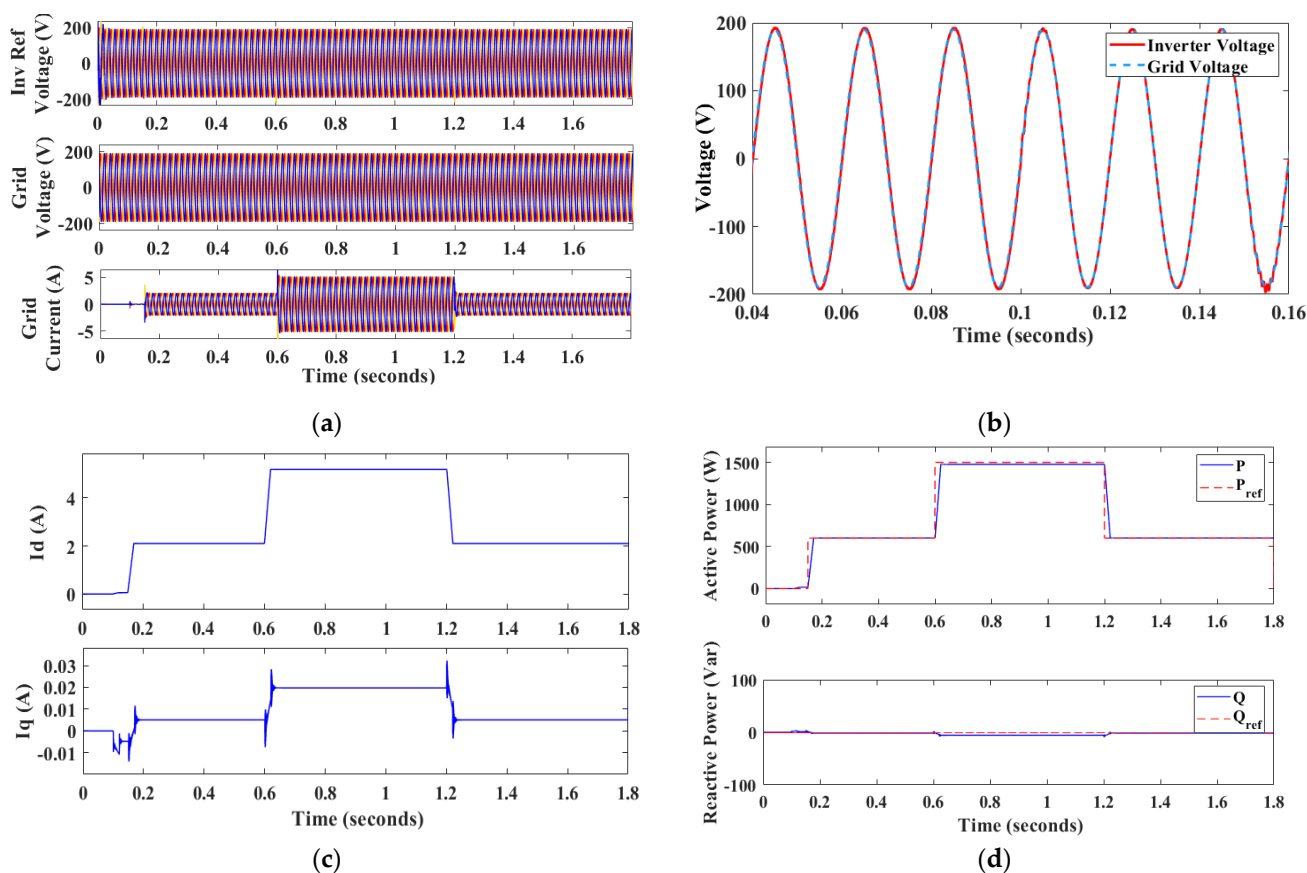 Inv Ref
Voltage (V)
200
0
-200
0 0.2 0.4 0.6 0.8 1 1.2 1.4 1.6
Grid
Voltage (V)
200
0
-200
0 0.2 0.4 0.6 0.8 1 1.2 1.4 1.6
Grid
Current (A)
5
0
-5
0 0.2 0.4 0.6 0.8 1 1.2 1.4 1.6
Time (seconds)
(a)
Voltage (V)
200
100
0
-100
-200
Inverter Voltage
Grid Voltage
0.04 0.06 0.08 0.1 0.12 0.14 0.16
Time (seconds)
(b)
Id (A)
4
2
0
0 0.2 0.4 0.6 0.8 1 1.2 1.4 1.6 1.8
Iq (A)
0.03
0.02
0.01
0
-0.01
0 0.2 0.4 0.6 0.8 1 1.2 1.4 1.6 1.8
Time (seconds)
(c)
Active Power (W)
1500
1000
500
0
P
P_ref
0 0.2 0.4 0.6 0.8 1 1.2 1.4 1.6 1.8
Reactive Power (Var)
100
0
-100
Q
Q_ref
0 0.2 0.4 0.6 0.8 1 1.2 1.4 1.6 1.8
Time (seconds)
(d)